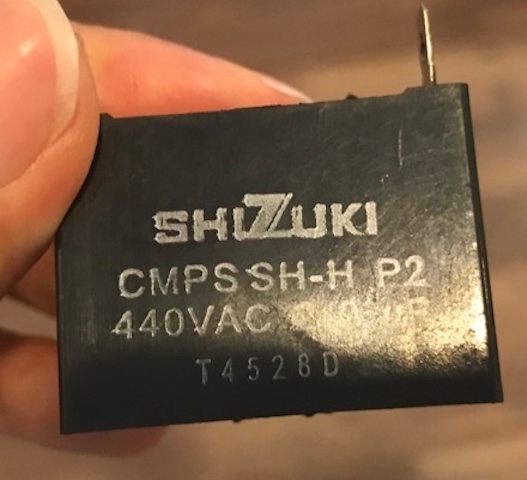 SHIZUKI
CMPS SH-H P2
440VAC
T4528D